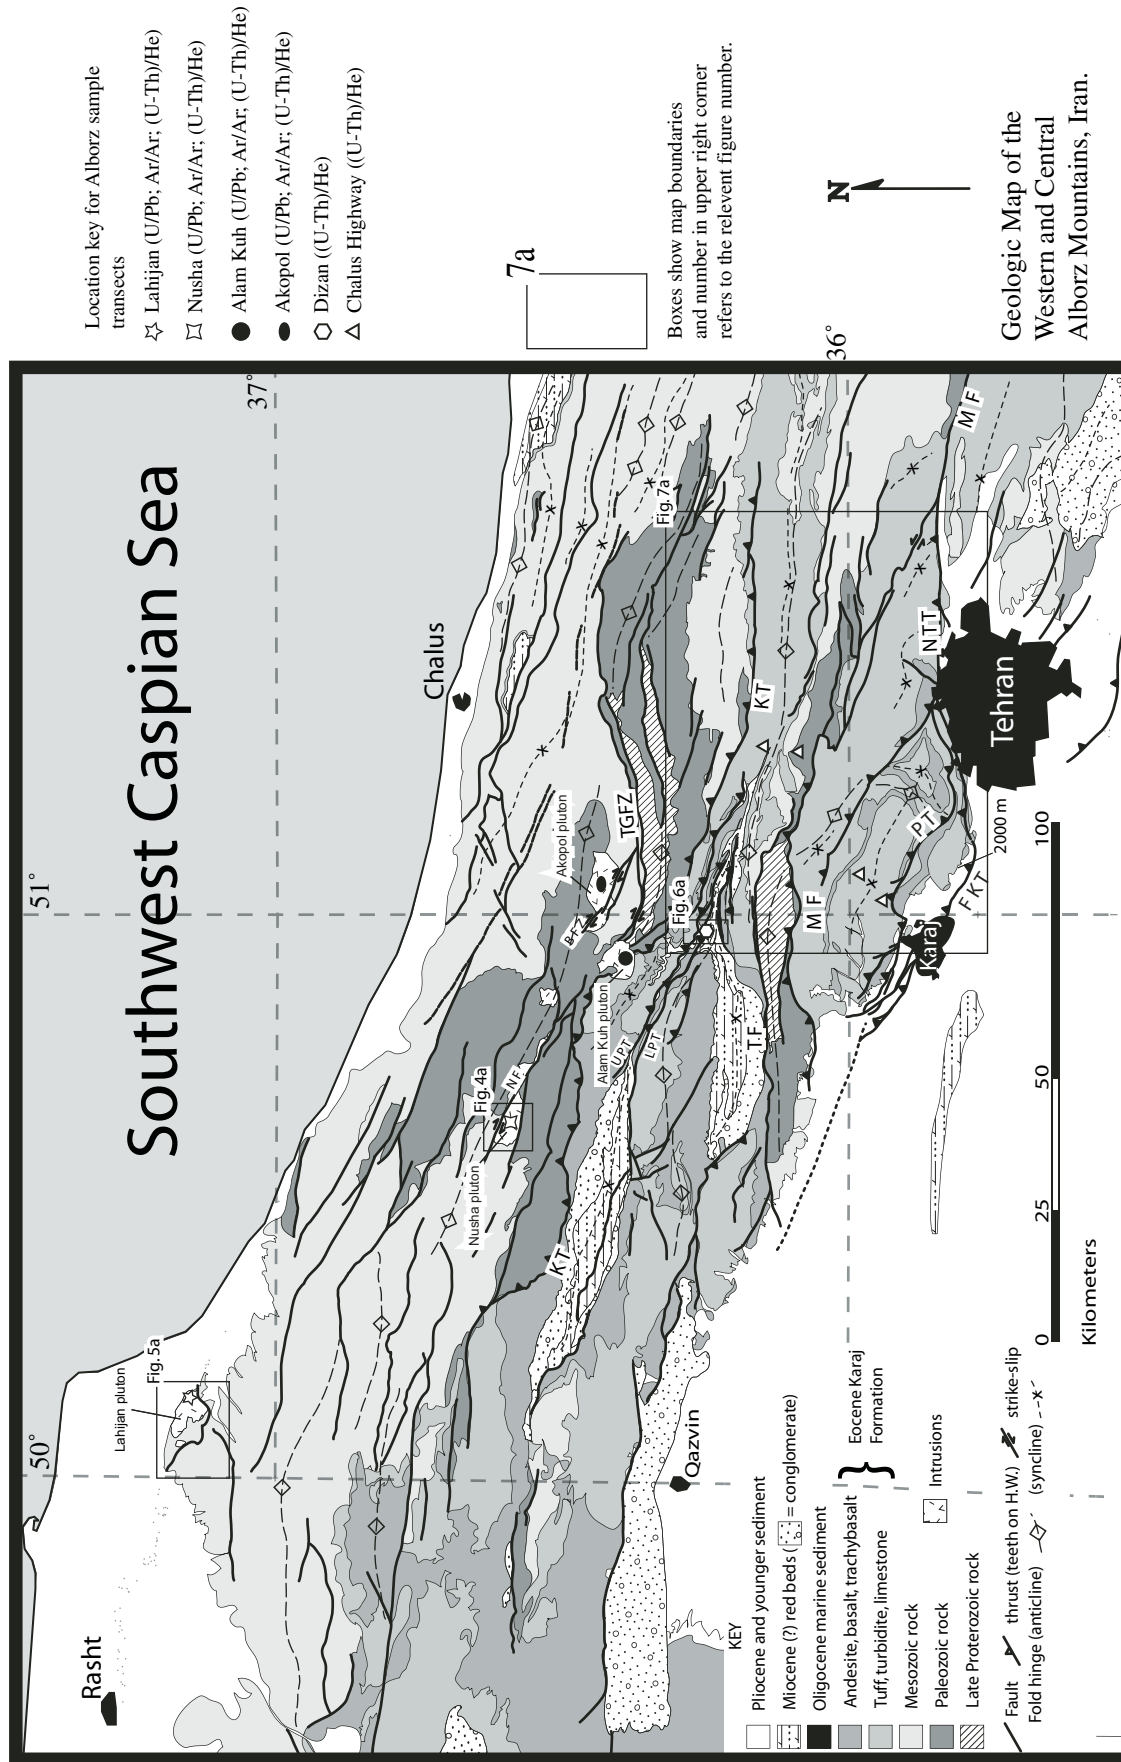 Southwest Caspian Sea
50°
51°
37°
36°
Rasht
Lahijan pluton
Fig. 5a
Chalus
Nusha pluton
Fig. 4a
NF
Alam Kuh pluton
Akopol pluton
BFZ
TGFZ
UPT
LPT
KT
KT
Fig. 6a
Fig. 7a
TF
MF
MF
NTT
PT
FKT
Qazvin
Karaj
Tehran
2000 m
0
25
50
100
Kilometers
KEY
Pliocene and younger sediment
Miocene (?) red beds ( = conglomerate)
Oligocene marine sediment
Andesite, basalt, trachybasalt
Tuff, turbidite, limestone
Eocene Karaj
Formation
Mesozoic rock
Paleozoic rock
Intrusions
Late Proterozoic rock
Fault thrust (teeth on H.W.) strike-slip
Fold hinge (anticline) (syncline)
Location key for Alborz sample
transects
Lahijan (U/Pb; Ar/Ar; (U-Th)/He)
Nusha (U/Pb; Ar/Ar; (U-Th)/He)
Alam Kuh (U/Pb; Ar/Ar; (U-Th)/He)
Akopol (U/Pb; Ar/Ar; (U-Th)/He)
Dizan ((U-Th)/He)
Chalus Highway ((U-Th)/He)
7a
Boxes show map boundaries
and number in upper right corner
refers to the relevent figure number.
N
Geologic Map of the
Western and Central
Alborz Mountains, Iran.